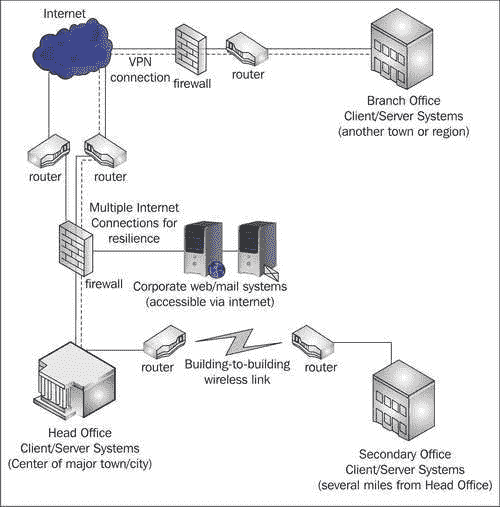 Internet
VPN
connection
firewall
router
Branch Office
Client/Server Systems
(another town or region)
router
router
Multiple Internet
Connections for
resilience
firewall
Corporate web/mail systems
(accessible via internet)
router
Building-to-building
wireless link
router
Head Office
Client/Server Systems
(Center of major town/city)
Secondary Office
Client/Server Systems
(several miles from Head Office)